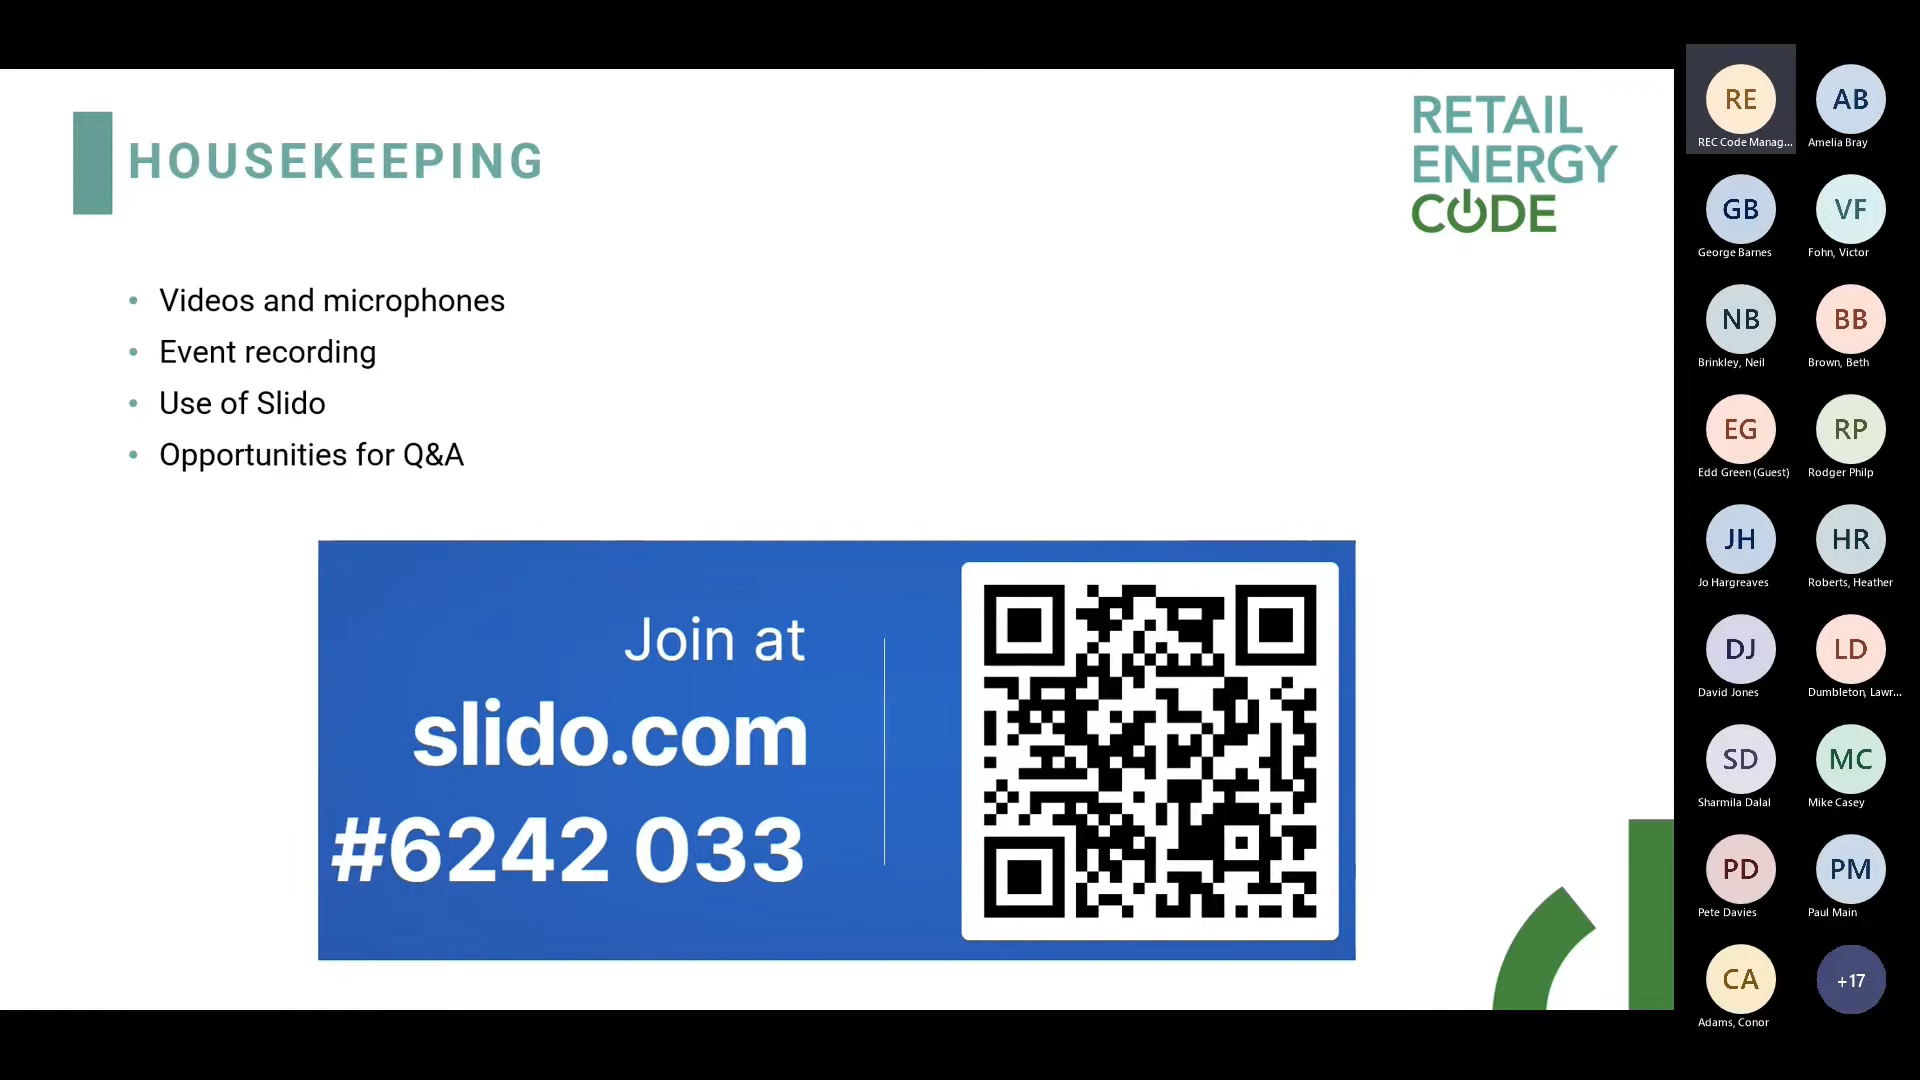 HOUSEKEEPING
RETAIL
ENERGY
CODE
Videos and microphones
Event recording
Use of Slido
Opportunities for Q&A
Join at
slido.com
#6242 033
RE
REC Code Manag...
AB
Amelia Bray
GB
George Barnes
VF
Fohn, Victor
NB
Brinkley, Neil
BB
Brown, Beth
EG
Edd Green (Guest)
RP
Rodger Philp
JH
Jo Hargreaves
HR
Roberts, Heather
DJ
David Jones
LD
Dumbleton, Lawr...
SD
Sharmila Dalal
MC
Mike Casey
PD
Pete Davies
PM
Paul Main
CA
Adams, Conor
+17